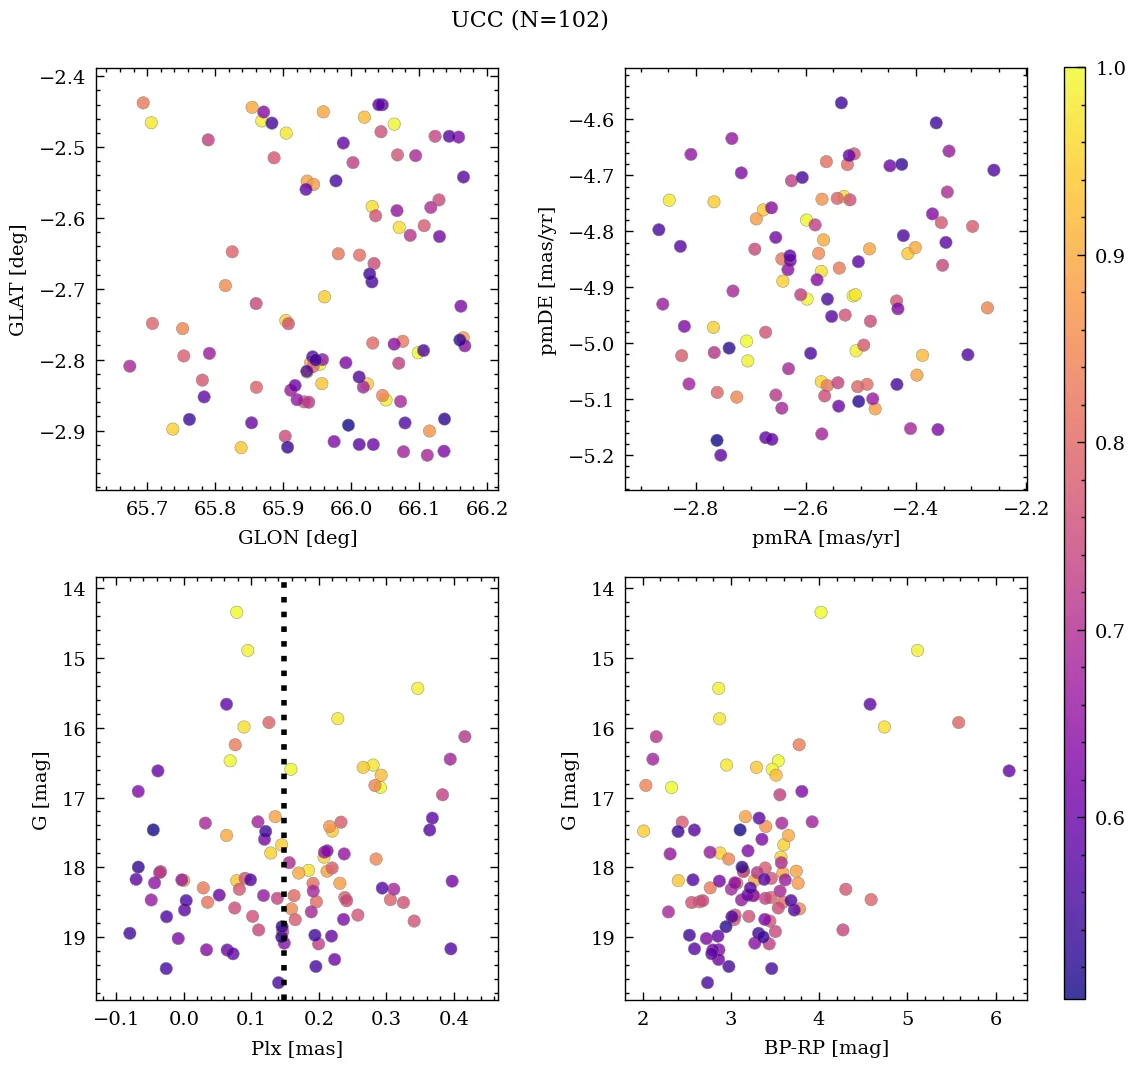 UCC (N=102)
−2.4
−2.5
−2.6
−2.7
−2.8
−2.9
GLAT [deg]
65.7 65.8 65.9 66.0 66.1 66.2
GLON [deg]
−4.6
−4.7
−4.8
−4.9
−5.0
−5.1
−5.2
pmDE [mas/yr]
−2.8 −2.6 −2.4 −2.2
pmRA [mas/yr]
14
15
16
17
18
19
G [mag]
−0.1 0.0 0.1 0.2 0.3 0.4
Plx [mas]
14
15
16
17
18
19
G [mag]
2 3 4 5 6
BP-RP [mag]
1.0
0.9
0.8
0.7
0.6